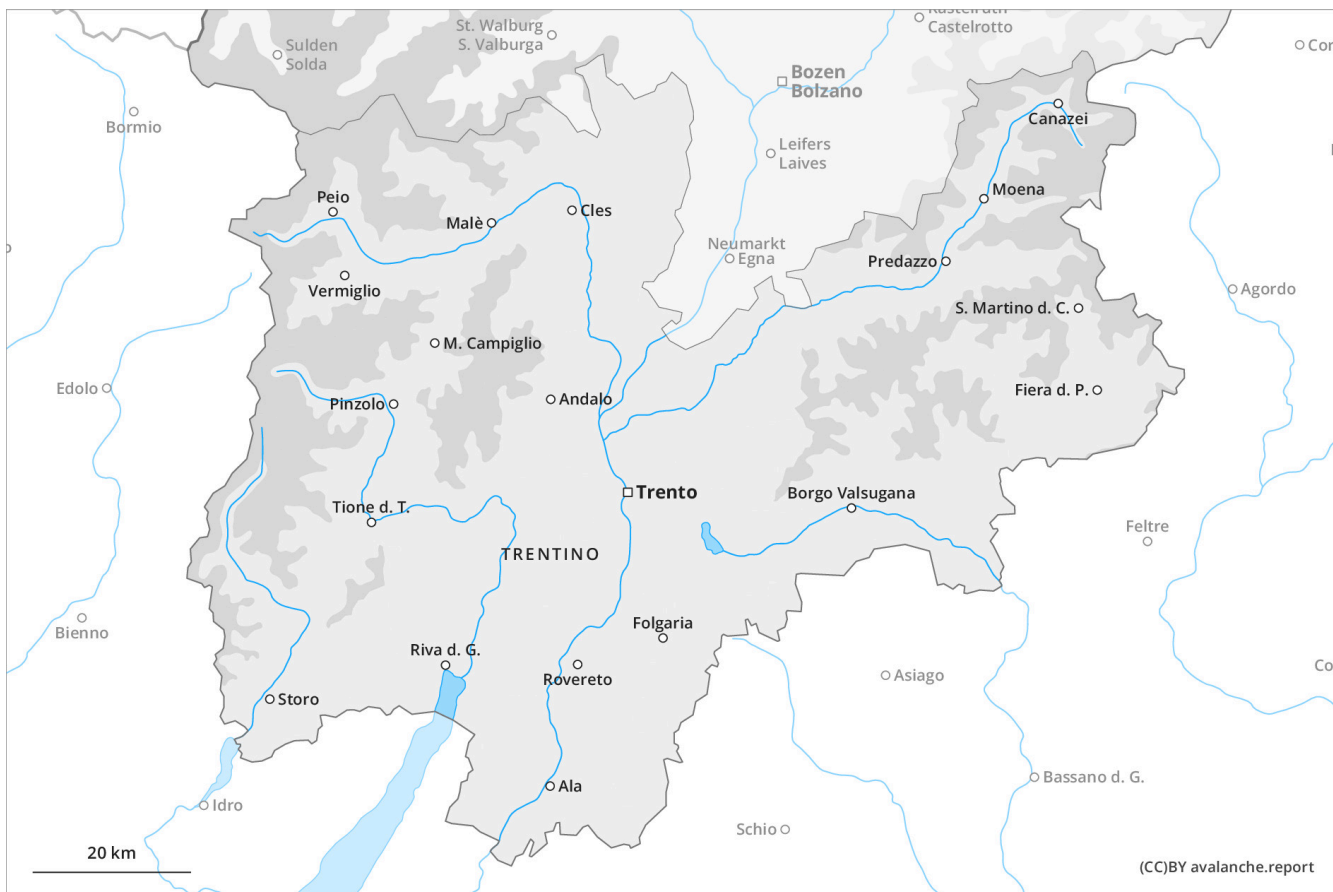 Kastelruth
Castelrotto
St. Walburg
S. Valburga
Sulden
Solda
Bozen
Bolzano
Bormio
Canazei
Leifers
Laives
Peio
Malè
Cles
Moena
Neumarkt
Egna
Predazzo
Vermiglio
Agordo
S. Martino d. C.
M. Campiglio
Edolo
Pinzolo
Andalo
Fiera d. P.
Trento
Borgo Valsugana
Tione d. T.
Feltre
TRENTINO
Bienno
Folgaria
Riva d. G.
Rovereto
Asiago
Storo
Ala
Bassano d. G.
Idro
Schio
20 km
(CC)BY avalanche.report